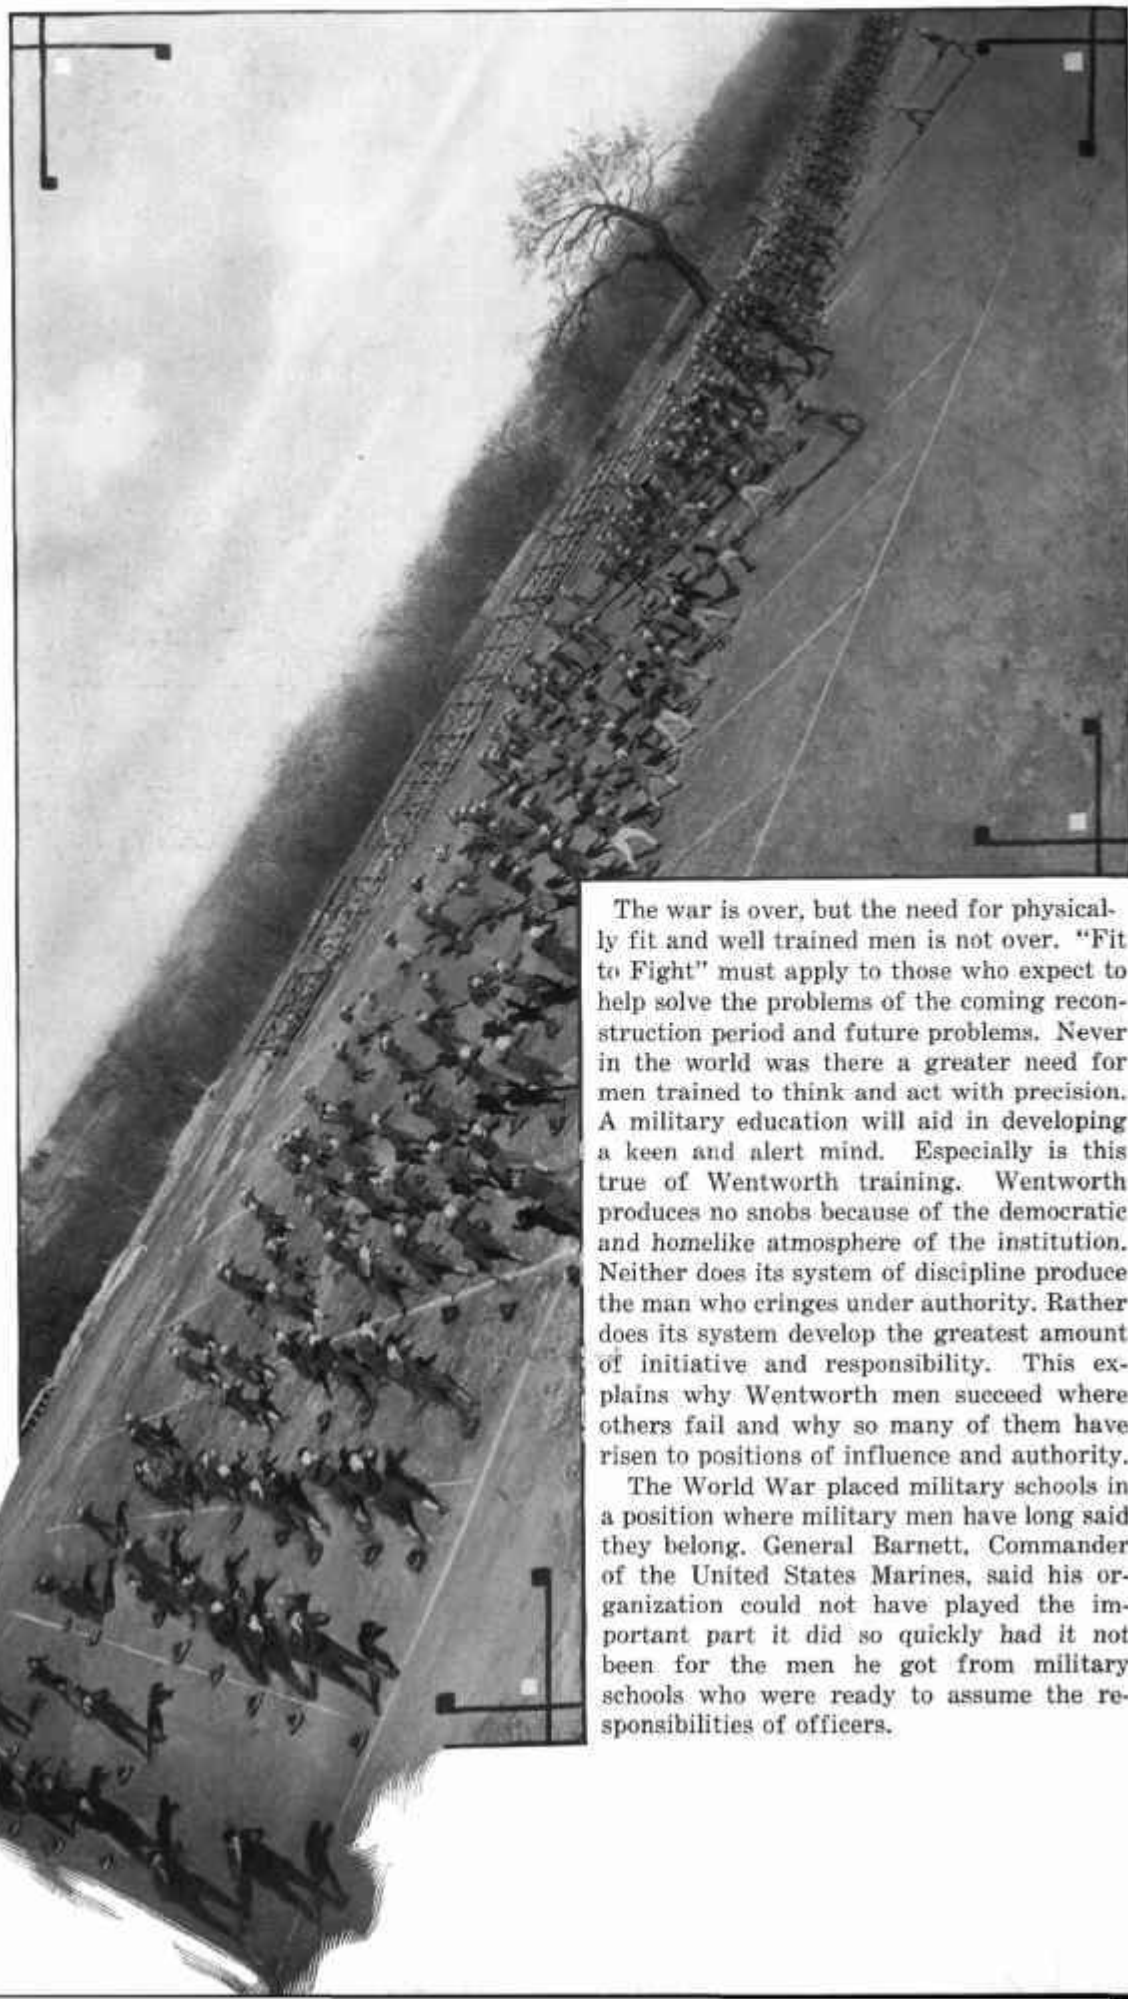 The war is over, but the need for physical-
ly fit and well trained men is not over. “Fit
to Fight” must apply to those who expect to
help solve the problems of the coming recon-
struction period and future problems. Never
in the world was there a greater need for
men trained to think and act with precision.
A military education will aid in developing
a keen and alert mind. Especially is this
true of Wentworth training. Wentworth
produces no snobs because of the democratic
and homelike atmosphere of the institution.
Neither does its system of discipline produce
the man who cringes under authority. Rather
does its system develop the greatest amount
of initiative and responsibility. This ex-
plains why Wentworth men succeed where
others fail and why so many of them have
risen to positions of influence and authority.
The World War placed military schools in
a position where military men have long said
they belong. General Barnett, Commander
of the United States Marines, said his or-
ganization could not have played the im-
portant part it did so quickly had it not
been for the men he got from military
schools who were ready to assume the re-
sponsibilities of officers.